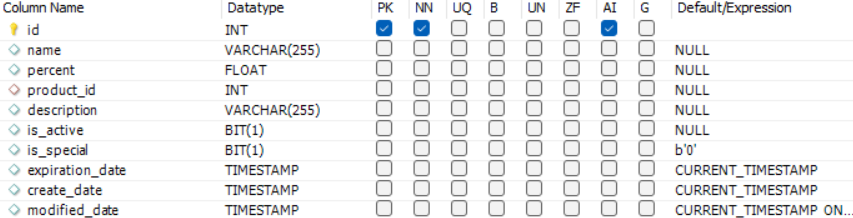 Column Name Datatype PK NN UQ B UN ZF AI G Default/Expression
id INT
name VARCHAR(255) NULL
percent FLOAT NULL
product_id INT NULL
description VARCHAR(255) NULL
is_active BIT(1) NULL
is_special BIT(1) b'0'
expiration_date TIMESTAMP CURRENT_TIMESTAMP
create_date TIMESTAMP CURRENT_TIMESTAMP
modified_date TIMESTAMP CURRENT_TIMESTAMP ON...